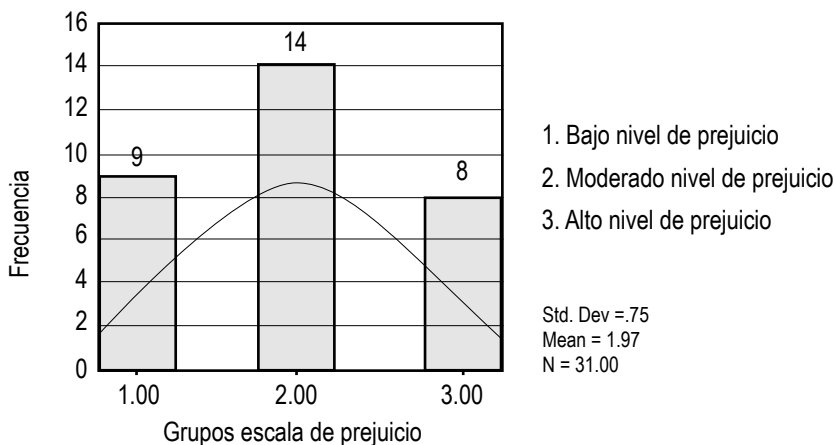 16
14
12
10
8
6
4
2
0
9
14
8
1.00
2.00
3.00
Frecuencia
Grupos escala de prejuicio
1. Bajo nivel de prejuicio
2. Moderado nivel de prejuicio
3. Alto nivel de prejuicio
Std. Dev =.75
Mean = 1.97
N = 31.00